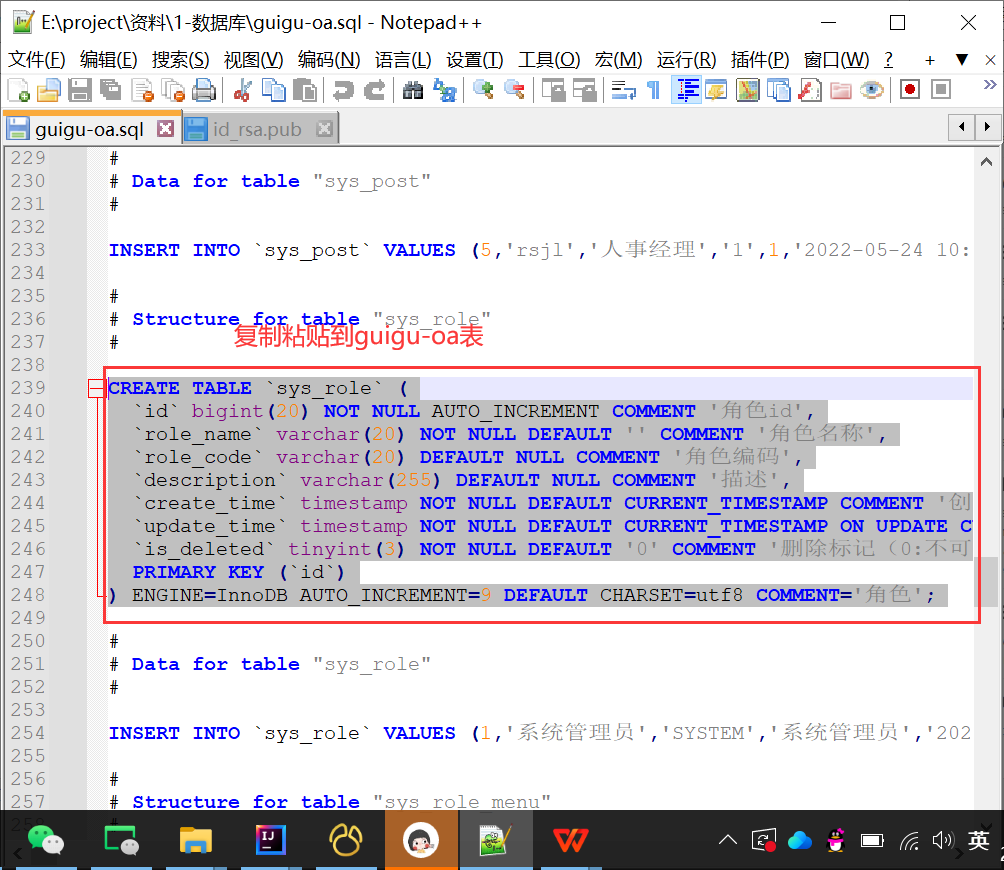 E:\project\资料\1-数据库\guigu-oa.sql - Notepad++
文件(F) 编辑(E) 搜索(S) 视图(V) 编码(N) 语言(L) 设置(T) 工具(O) 宏(M) 运行(R) 插件(P) 窗口(W) ? + ▼ ×
guigu-oa.sql id_rsa.pub
229 #
230 # Data for table "sys_post"
231 #
232
233 INSERT INTO `sys_post` VALUES (5,'rsjl','人事经理','1',1,'2022-05-24 10:
234
235 #
236 # Structure for table "sys_role"
复制粘贴到guigu-oa表
237 #
238
239 CREATE TABLE `sys_role` (
240 `id` bigint(20) NOT NULL AUTO_INCREMENT COMMENT '角色id',
241 `role_name` varchar(20) NOT NULL DEFAULT '' COMMENT '角色名称',
242 `role_code` varchar(20) DEFAULT NULL COMMENT '角色编码',
243 `description` varchar(255) DEFAULT NULL COMMENT '描述',
244 `create_time` timestamp NOT NULL DEFAULT CURRENT_TIMESTAMP COMMENT '创
245 `update_time` timestamp NOT NULL DEFAULT CURRENT_TIMESTAMP ON UPDATE C
246 `is_deleted` tinyint(3) NOT NULL DEFAULT '0' COMMENT '删除标记（0:不可
247 PRIMARY KEY (`id`)
248 ) ENGINE=InnoDB AUTO_INCREMENT=9 DEFAULT CHARSET=utf8 COMMENT='角色';
249
250 #
251 # Data for table "sys_role"
252 #
253
254 INSERT INTO `sys_role` VALUES (1,'系统管理员','SYSTEM','系统管理员','202
255
256 #
257 # Structure for table "sys_role_menu"
258 #
英